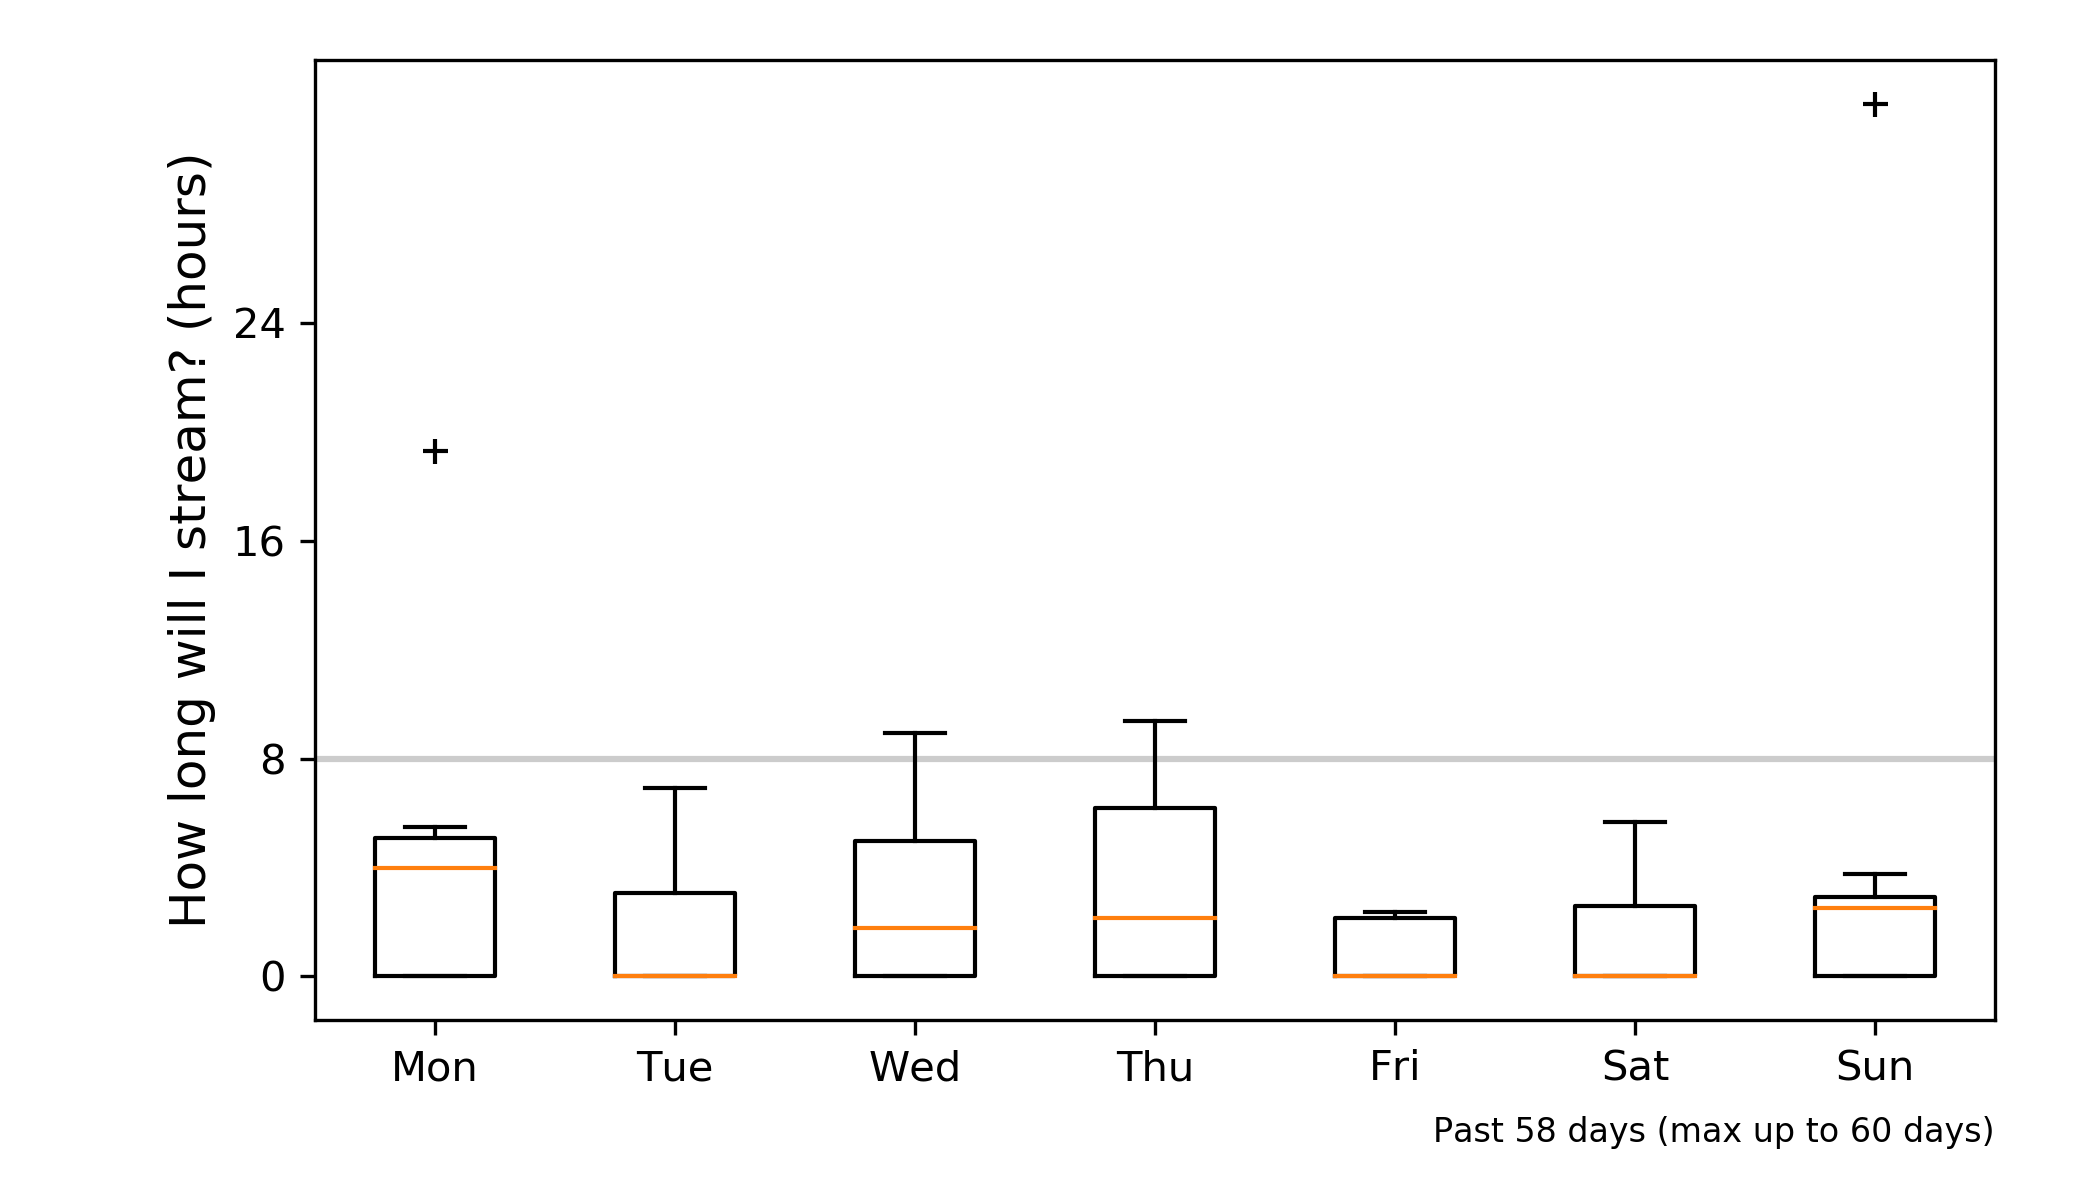 How long will I stream? (hours)
24
16
8
0
Mon Tue Wed Thu Fri Sat Sun
Past 58 days (max up to 60 days)